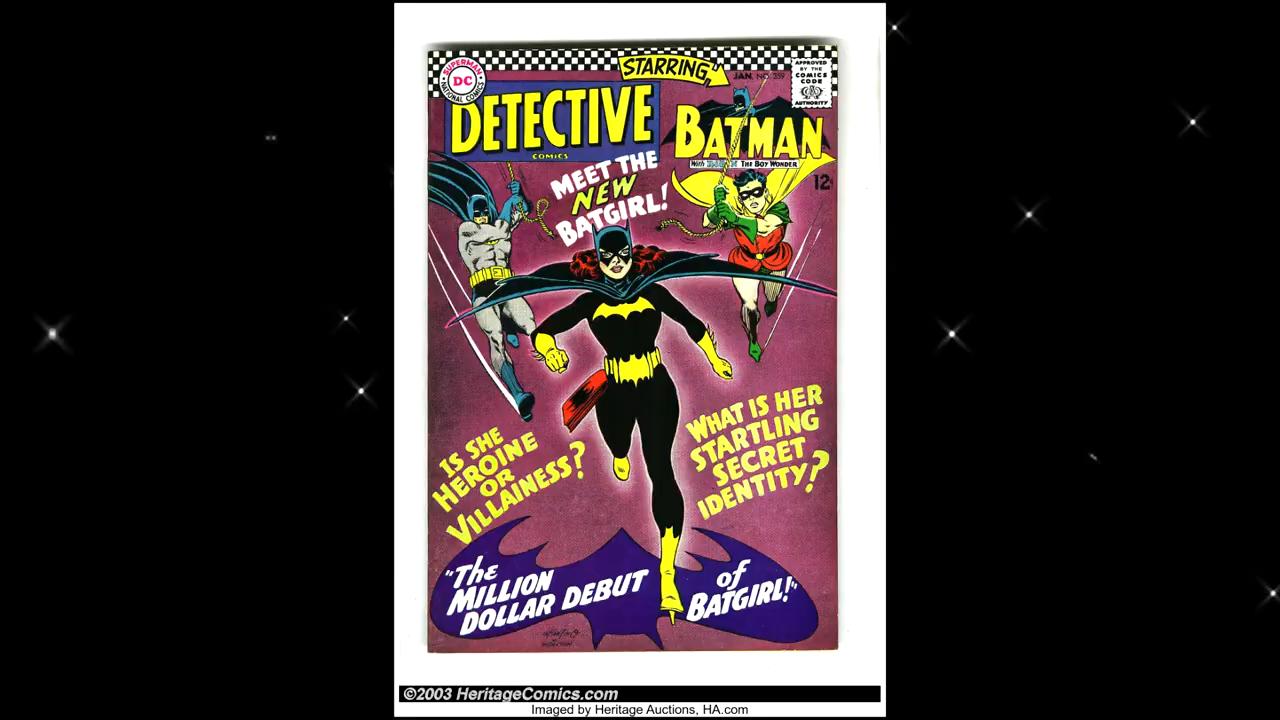 STARRING
JAN. NO. 359
APPROVED
BY THE
COMICS
CODE
AUTHORITY
SUPERMAN
DC
NATIONAL COMICS
DETECTIVE
COMICS
BATMAN
With ROBIN THE BOY WONDER
12¢
MEET THE
NEW
BATGIRL!
IS SHE
HEROINE
OR
VILLAINESS?
WHAT IS HER
STARTLING
SECRET
IDENTITY?
"The
MILLION
DOLLAR DEBUT
of
BATGIRL!"
©2003 HeritageComics.com
Imaged by Heritage Auctions, HA.com